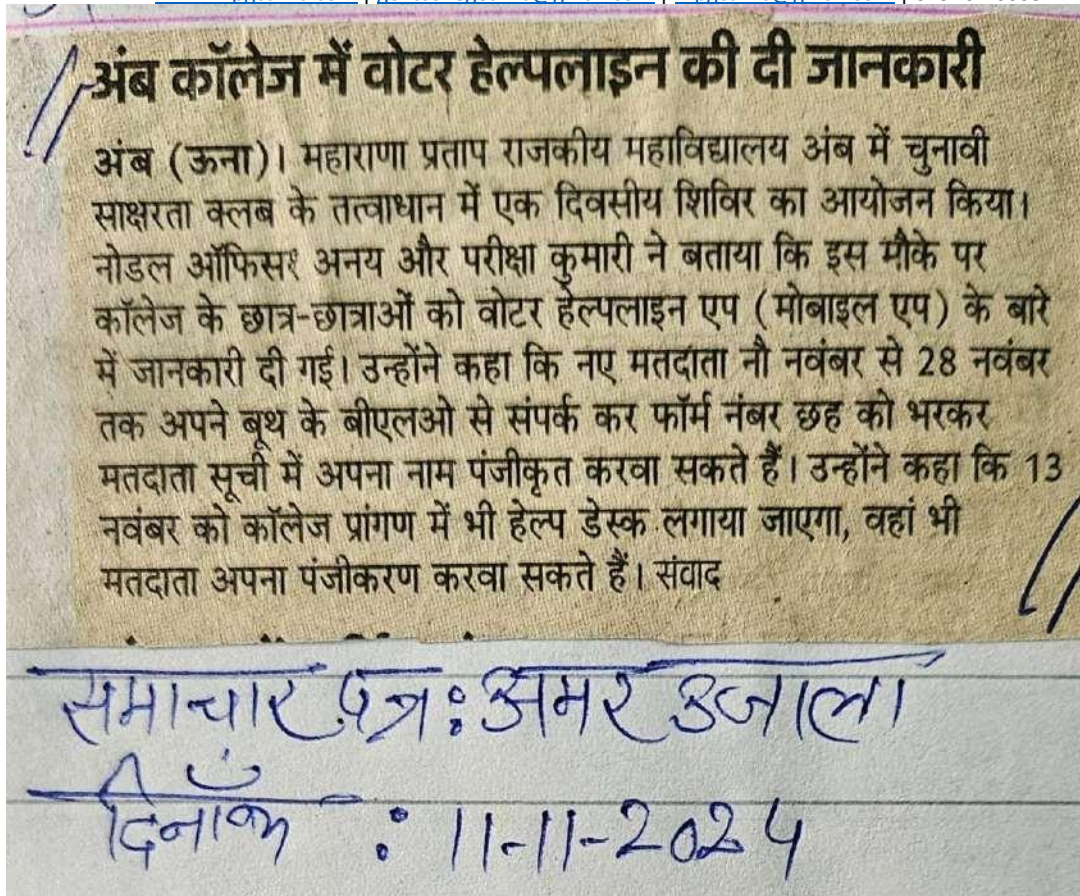 अंब कॉलेज में वोटर हेल्पलाइन की दी जानकारी
अंब (ऊना)। महाराणा प्रताप राजकीय महाविद्यालय अंब में चुनावी
साक्षरता क्लब के तत्वाधान में एक दिवसीय शिविर का आयोजन किया।
नोडल ऑफिसर अनय और परीक्षा कुमारी ने बताया कि इस मौके पर
कॉलेज के छात्र-छात्राओं को वोटर हेल्पलाइन एप (मोबाइल एप) के बारे
में जानकारी दी गई। उन्होंने कहा कि नए मतदाता नौ नवंबर से 28 नवंबर
तक अपने बूथ के बीएलओ से संपर्क कर फॉर्म नंबर छह को भरकर
मतदाता सूची में अपना नाम पंजीकृत करवा सकते हैं। उन्होंने कहा कि 13
नवंबर को कॉलेज प्रांगण में भी हेल्प डेस्क लगाया जाएगा, वहां भी
मतदाता अपना पंजीकरण करवा सकते हैं। संवाद
समाचार पत्र: अमर उजाला
दिनाँक : 11-11-2024